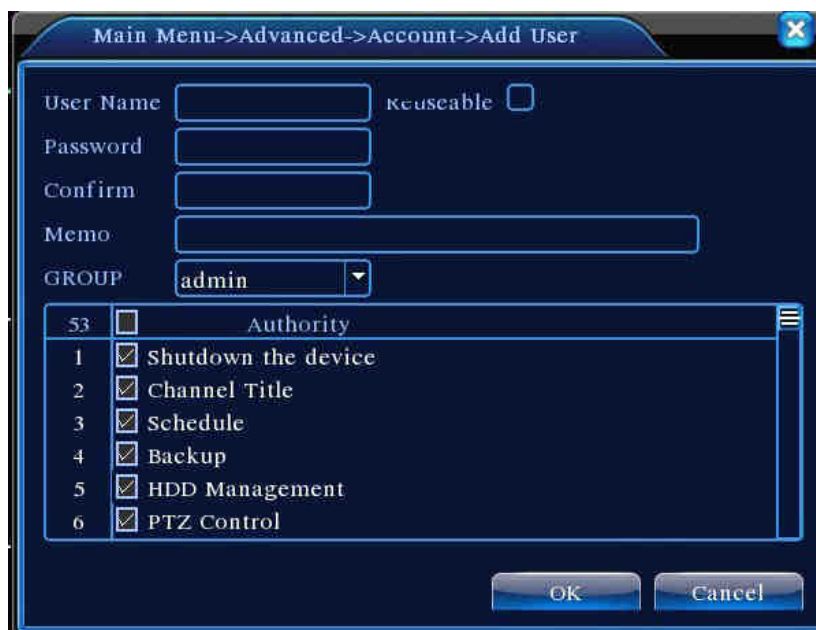 Main Menu->Advanced->Account->Add User
User Name Reuseable
Password
Confirm
Memo
GROUP admin
53 Authority
1 Shutdown the device
2 Channel Title
3 Schedule
4 Backup
5 HDD Management
6 PTZ Control
OK Cancel